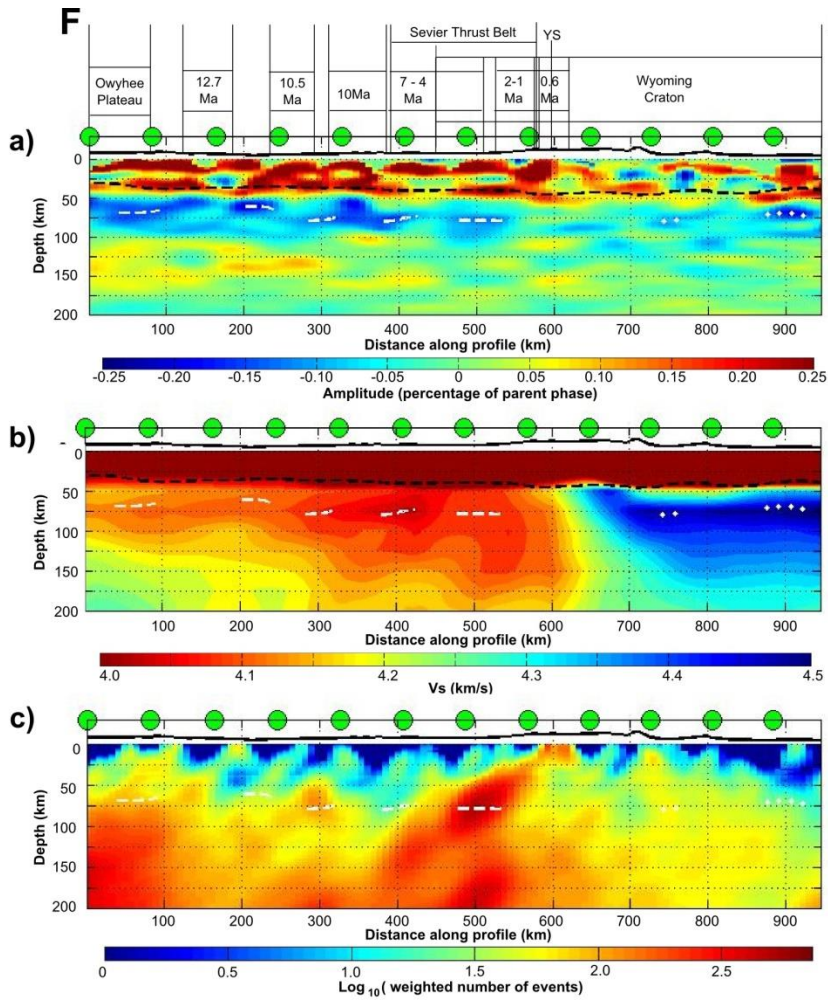 F
Sevier Thrust Belt
YS
Owyhee
Plateau
12.7
Ma
10.5
Ma
10Ma
7 - 4
Ma
2-1
Ma
0.6
Ma
Wyoming
Craton
a)
Depth (km)
0
50
100
150
200
100 200 300 400 500 600 700 800 900
Distance along profile (km)
-0.25 -0.20 -0.15 -0.10 -0.05 0 0.05 0.10 0.15 0.20 0.25
Amplitude (percentage of parent phase)
b)
Depth (km)
0
50
100
150
200
100 200 300 400 500 600 700 800 900
Distance along profile (km)
4.0 4.1 4.2 4.3 4.4 4.5
Vs (km/s)
c)
Depth (km)
0
50
100
150
200
100 200 300 400 500 600 700 800 900
Distance along profile (km)
0 0.5 1.0 1.5 2.0 2.5
Log10( weighted number of events)